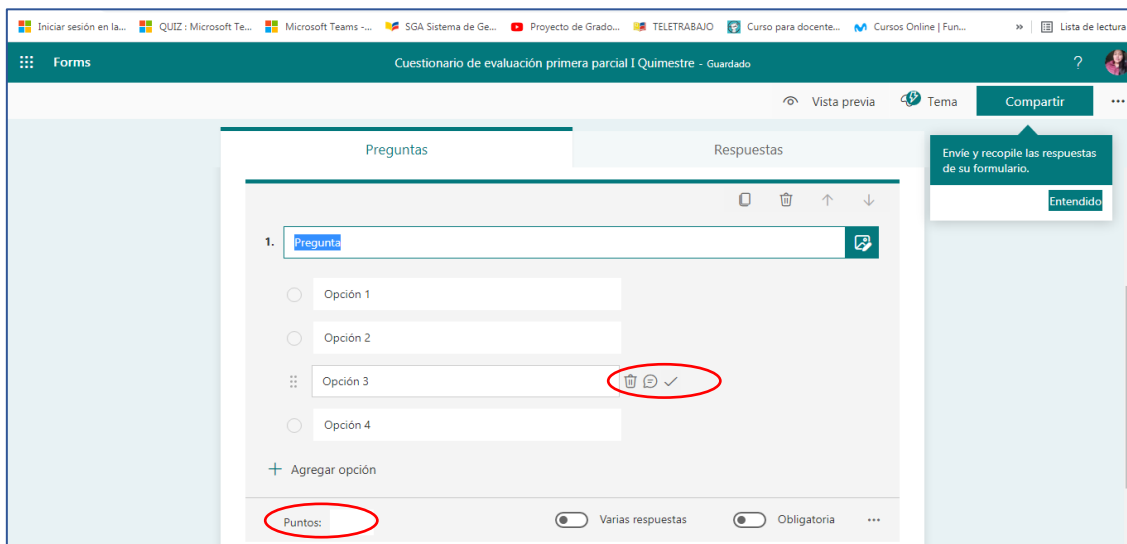 Iniciar sesión en la... QUIZ : Microsoft Te... Microsoft Teams -... SGA Sistema de Ge... Proyecto de Grado... TELETRABAJO Curso para docente... Cursos Online | Fun... » Lista de lectura
Forms Cuestionario de evaluación primera parcial I Quimestre - Guardado ?
Vista previa Tema Compartir ...
Preguntas Respuestas
Envíe y recopile las respuestas
de su formulario.
Entendido
1. Pregunta
Opción 1
Opción 2
Opción 3
Opción 4
+ Agregar opción
Puntos: Varias respuestas Obligatoria ...